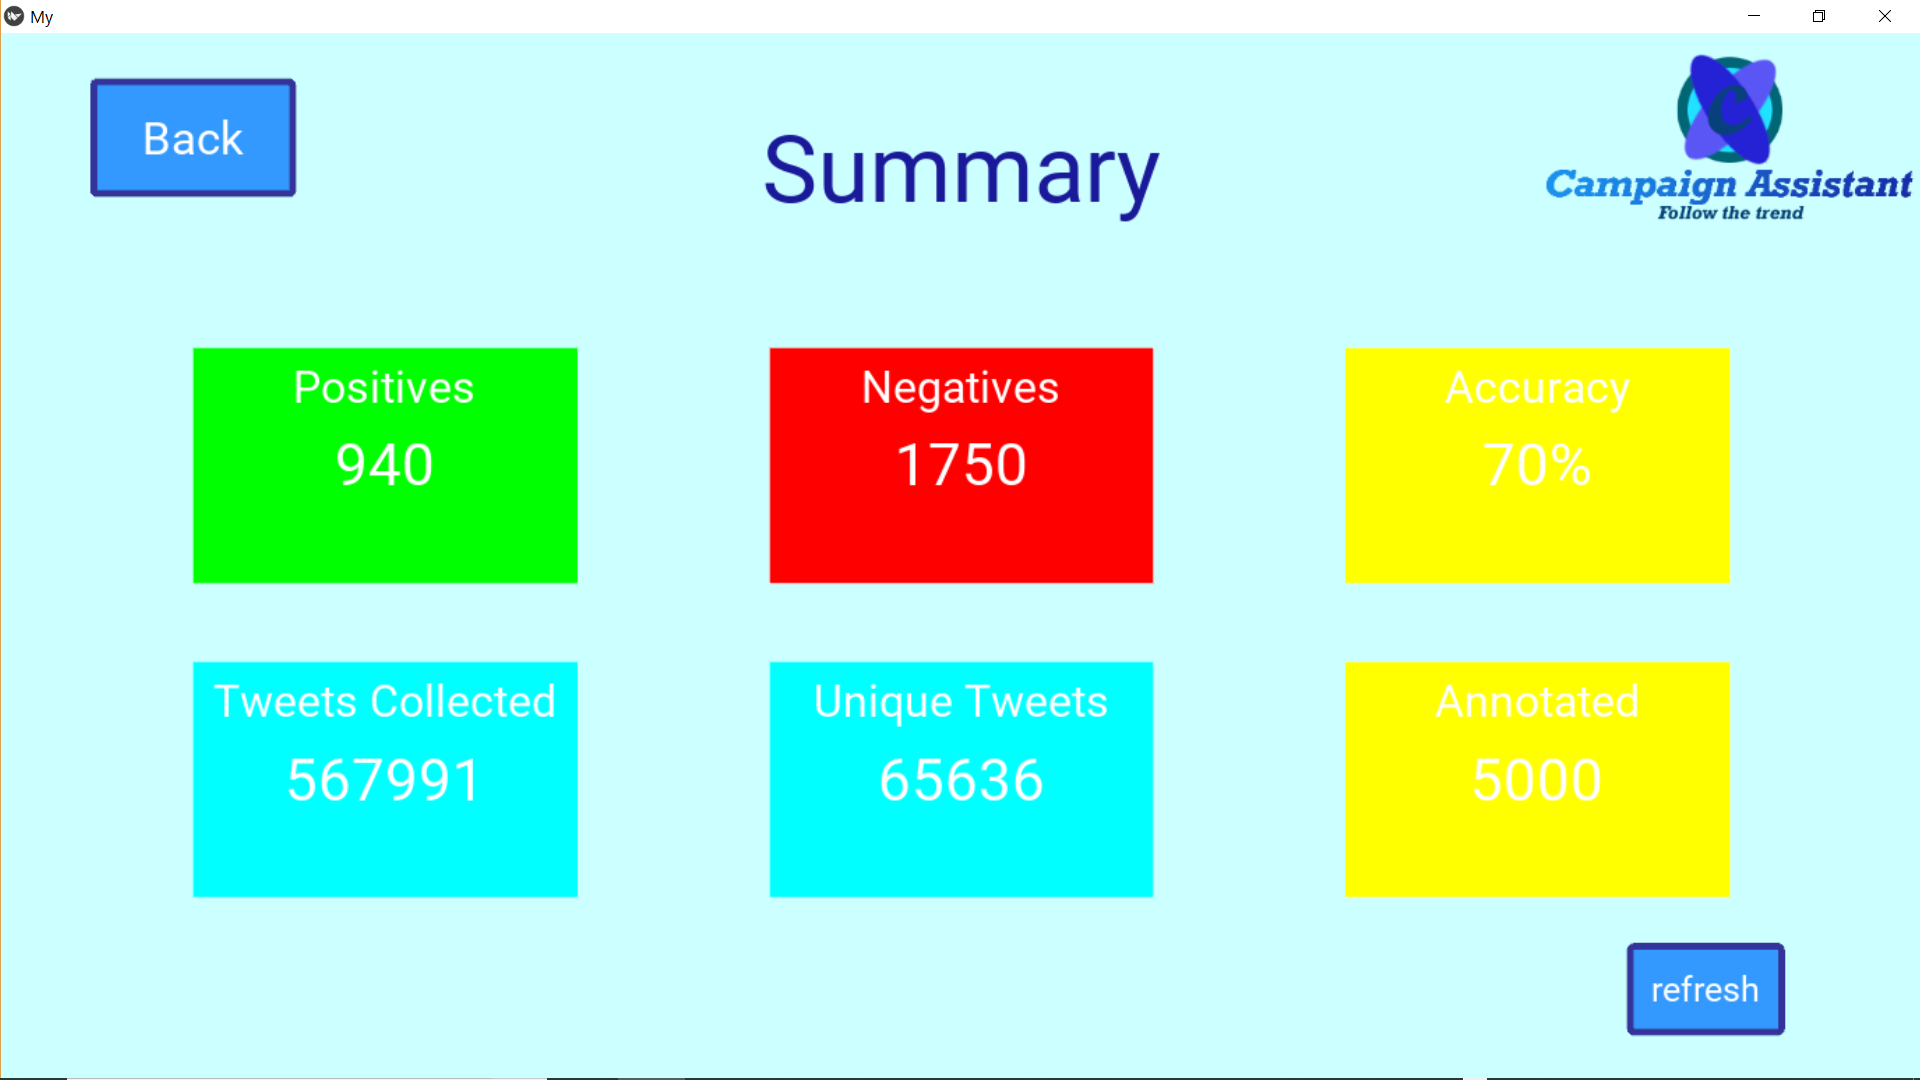 My
Back
Summary
C
Campaign Assistant
Follow the trend
Positives
940
Negatives
1750
Accuracy
70%
Tweets Collected
567991
Unique Tweets
65636
Annotated
5000
refresh